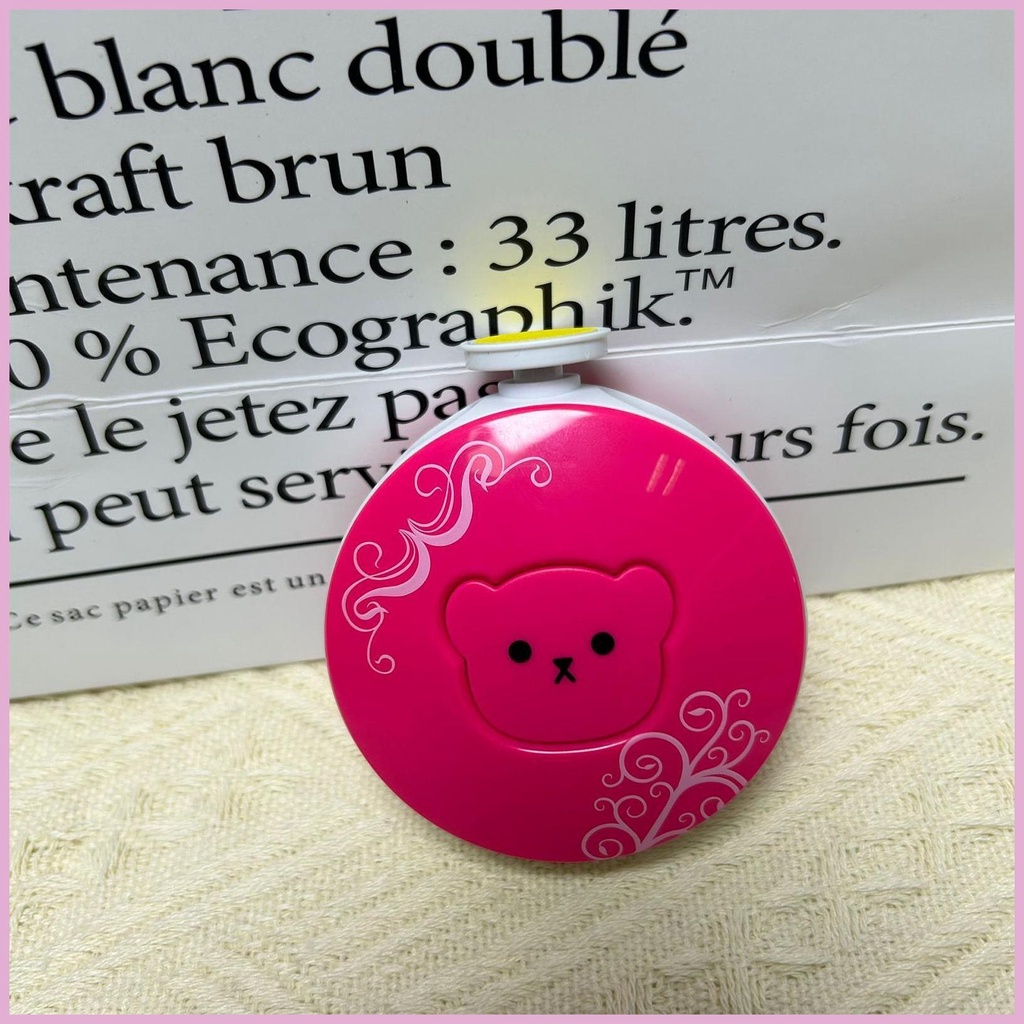 blanc doublé
kraft brun
ntenance : 33 litres.
0 % Ecographik.™
e le jetez pas
peut serv urs fois.
Ce sac papier est un